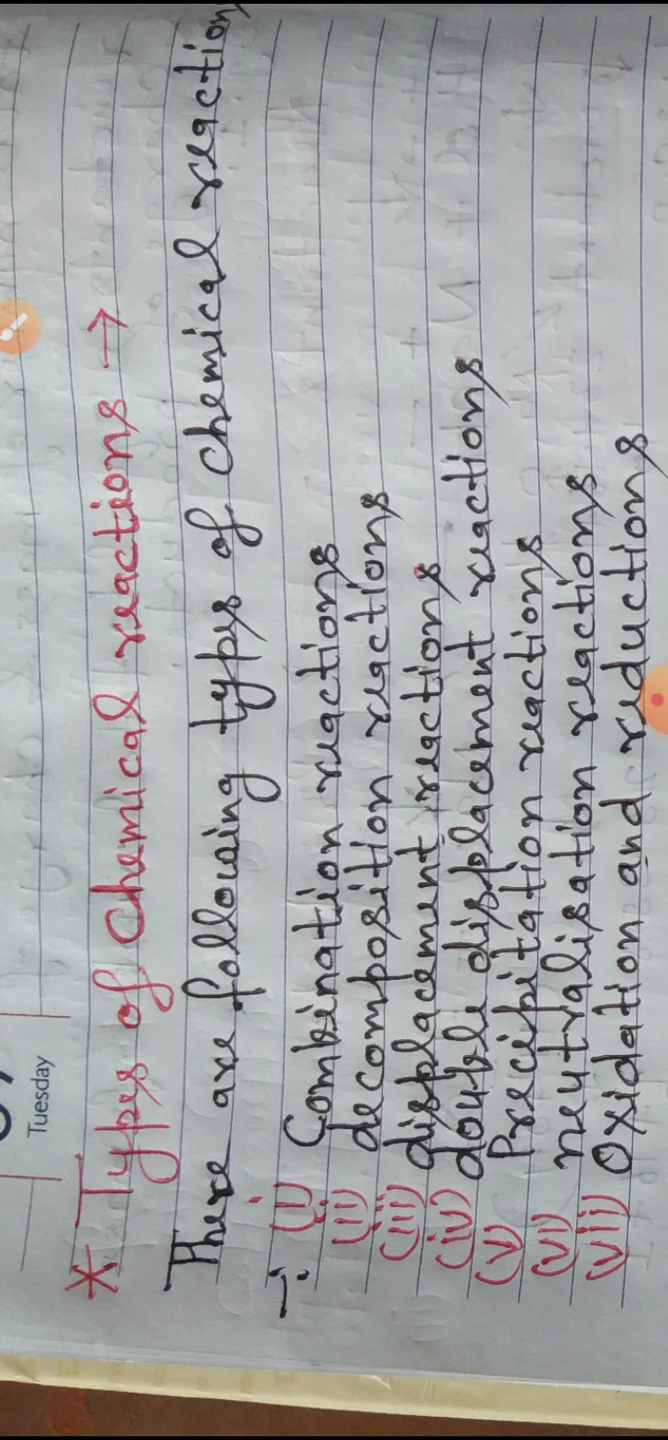 Tuesday
* Types of Chemical reactions →
There are following types of chemical reaction
:- (i) Combination reactions
(ii) decomposition reactions
(iii) displacement reactions
(iv) double displacement reactions
(v) Precipitation reactions
(vi) neutralisation reactions
(vii) Oxidation and reductions